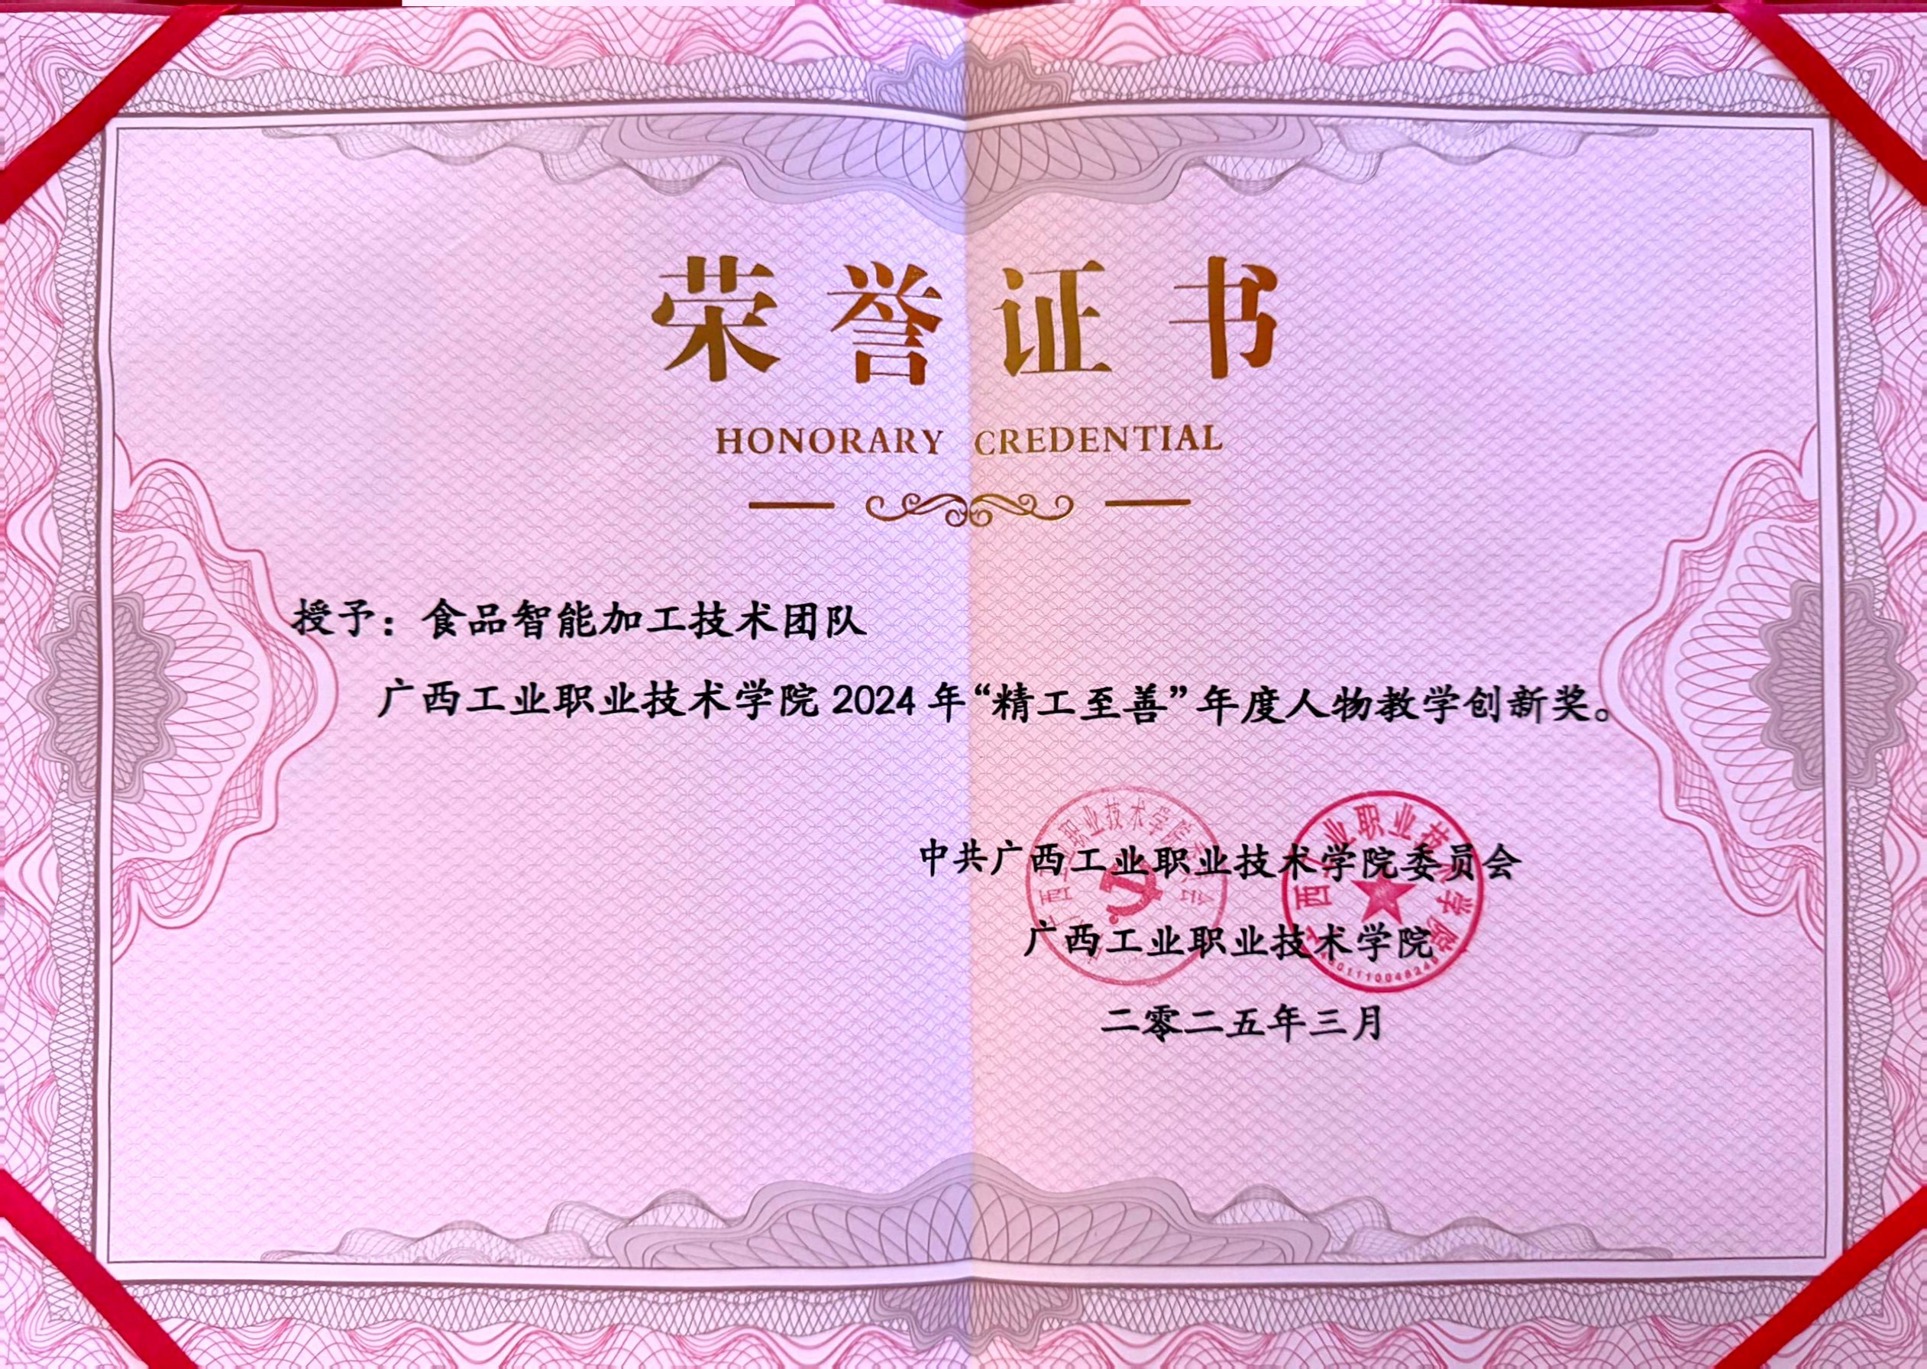 荣誉证书
HONORARY CREDENTIAL
授予：食品智能加工技术团队
广西工业职业技术学院2024年“精工至善”年度人物教学创新奖。
中共广西工业职业技术学院委员会
广西工业职业技术学院
二零二五年三月